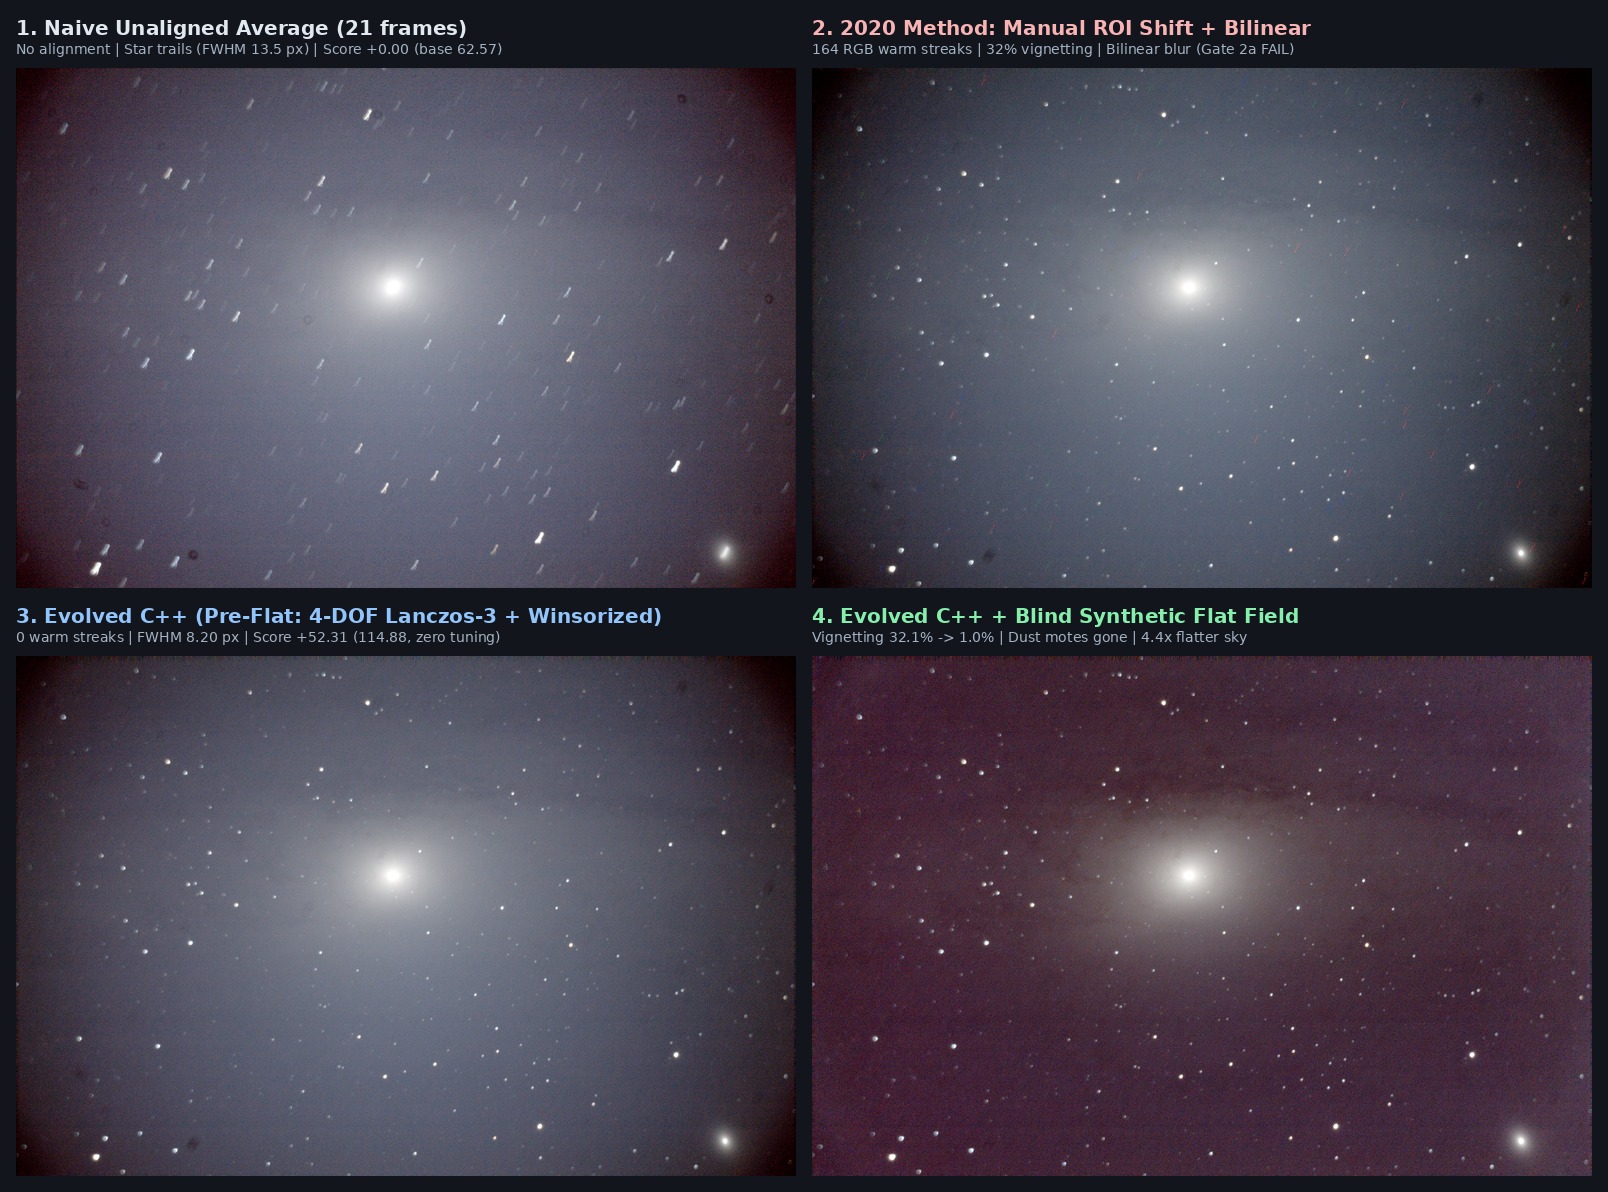 1. Naive Unaligned Average (21 frames)
No alignment | Star trails (FWHM 13.5 px) | Score +0.00 (base 62.57)
2. 2020 Method: Manual ROI Shift + Bilinear
164 RGB warm streaks | 32% vignetting | Bilinear blur (Gate 2a FAIL)
3. Evolved C++ (Pre-Flat: 4-DOF Lanczos-3 + Winsorized)
0 warm streaks | FWHM 8.20 px | Score +52.31 (114.88, zero tuning)
4. Evolved C++ + Blind Synthetic Flat Field
Vignetting 32.1% -> 1.0% | Dust motes gone | 4.4x flatter sky